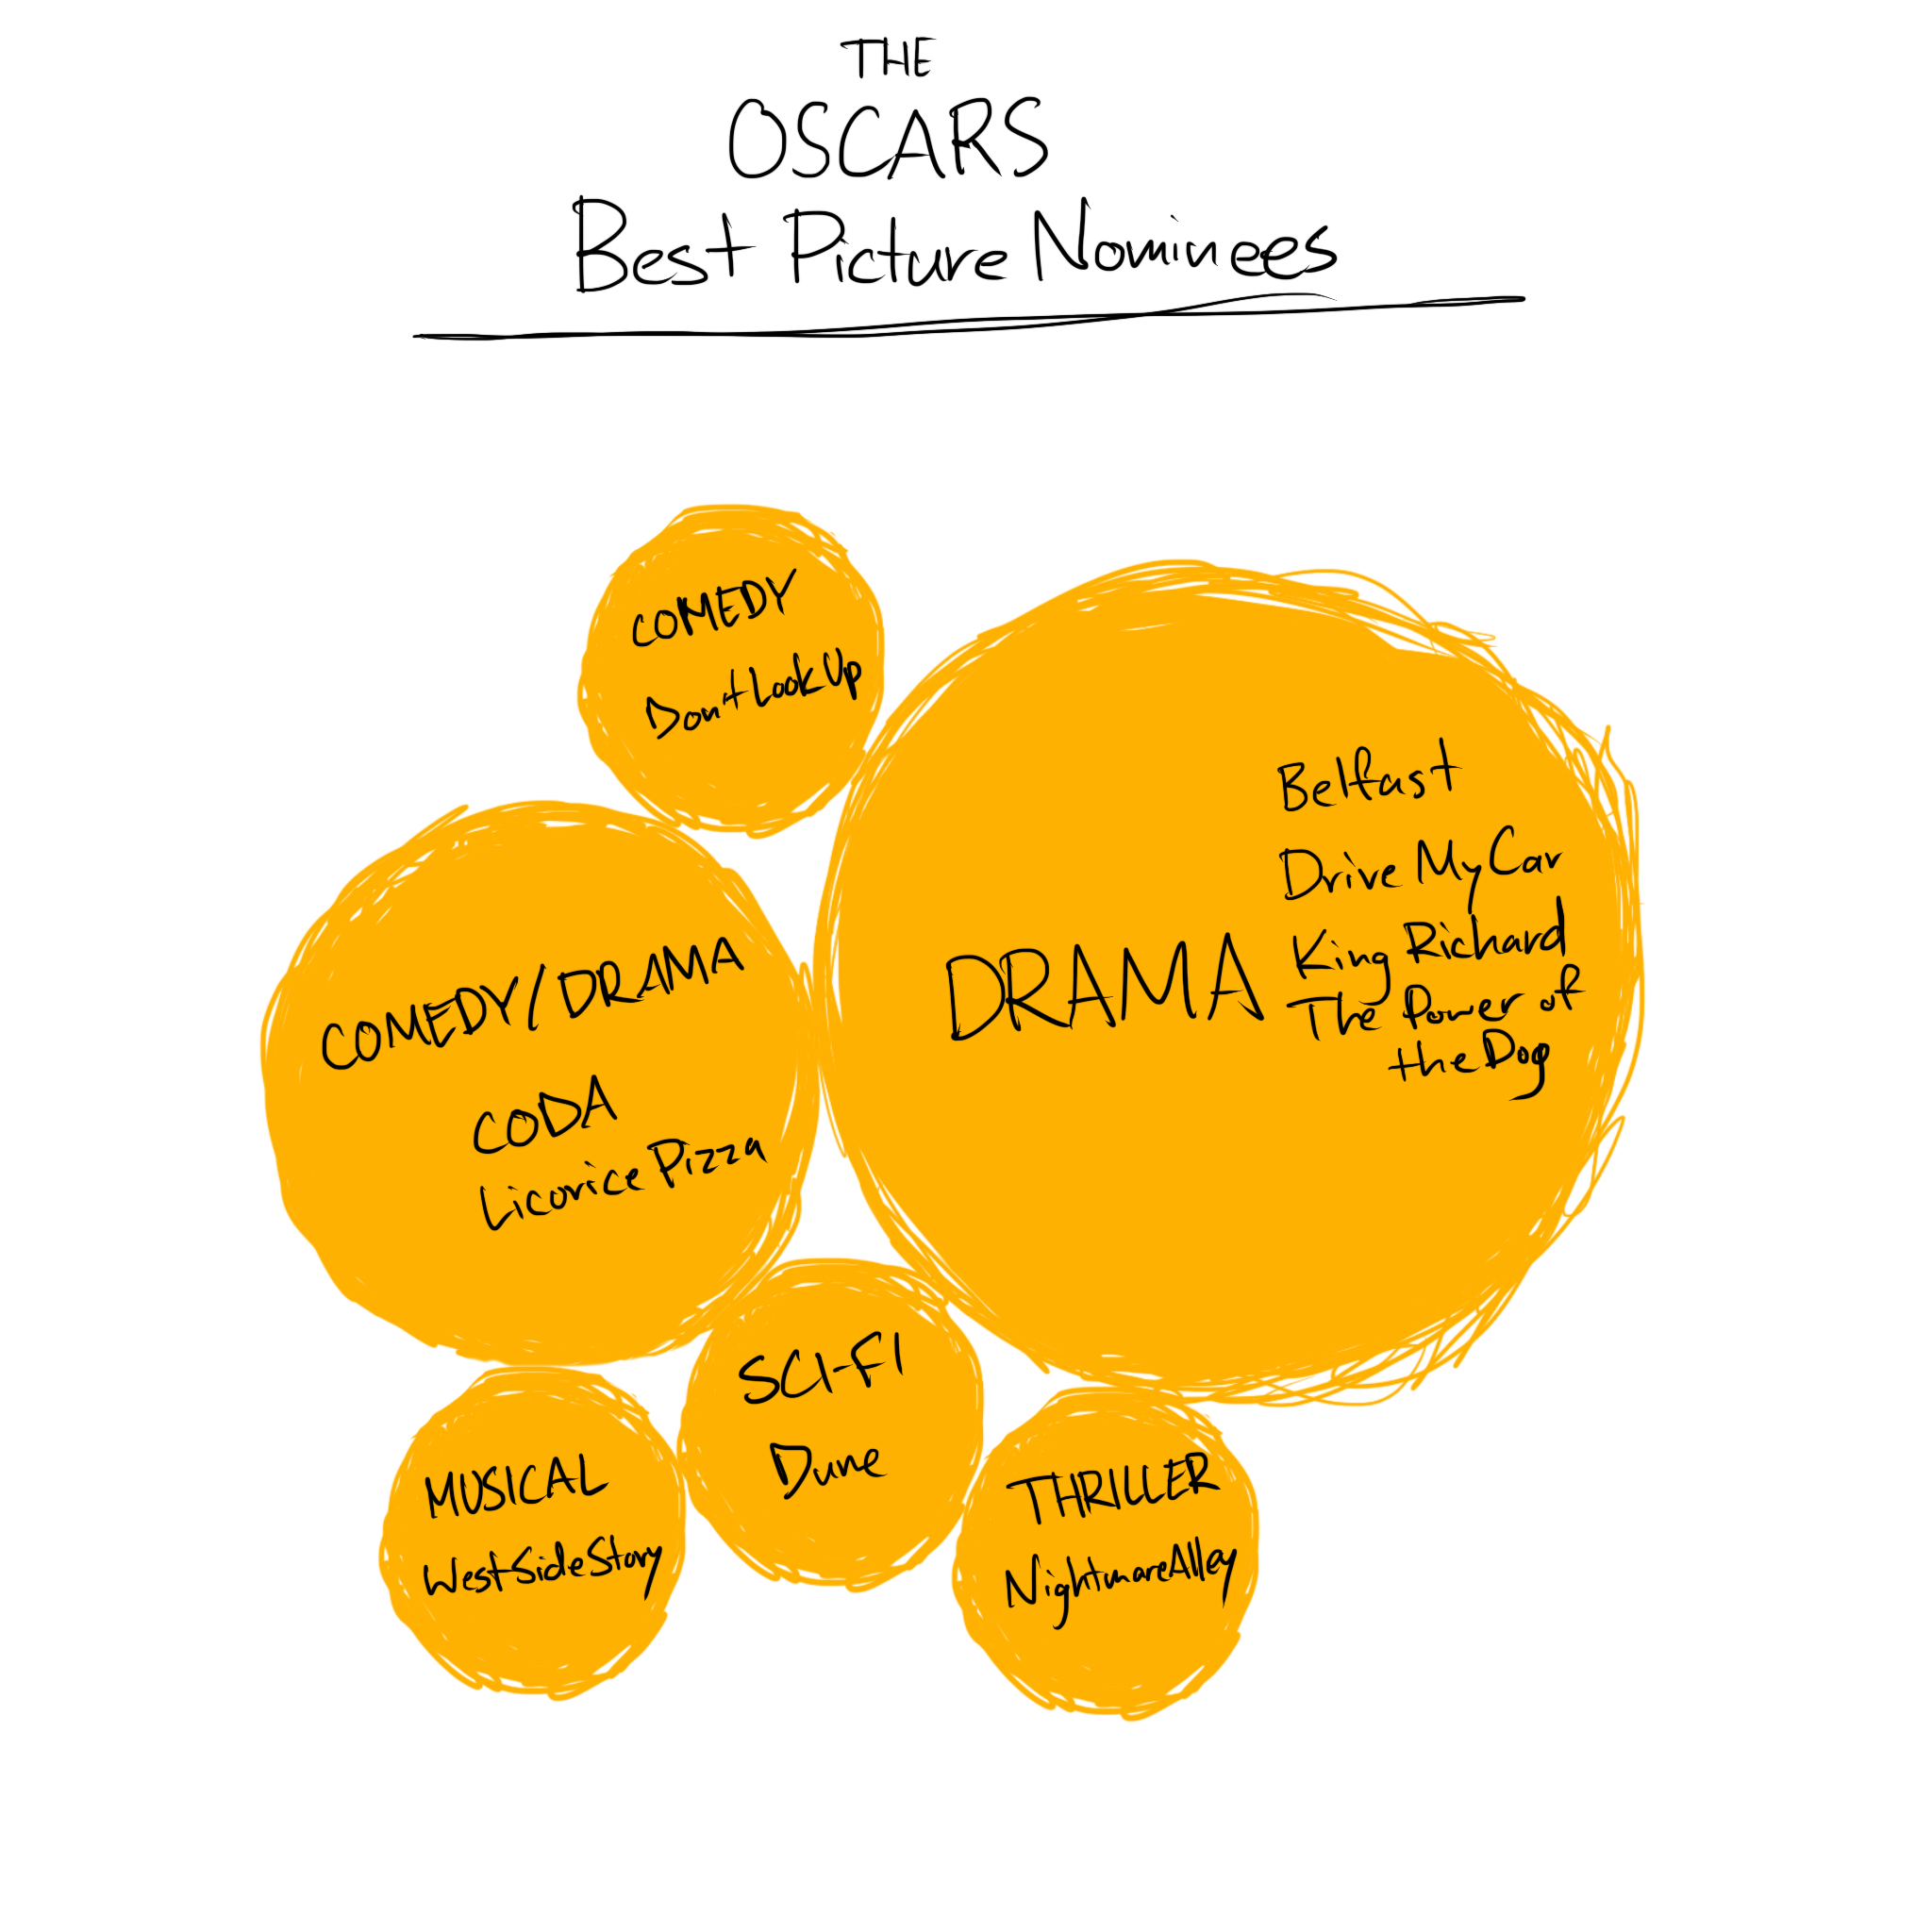 THE
OSCARS
Best Picture Nominees
COMEDY
Dont Look Up
COMEDY / DRAMA
CODA
Licorice Pizza
DRAMA
Belfast
Drive My Car
King Richard
The Power of
the Dog
SCI-FI
Dune
MUSICAL
West Side Story
THRILLER
Nightmare Alley